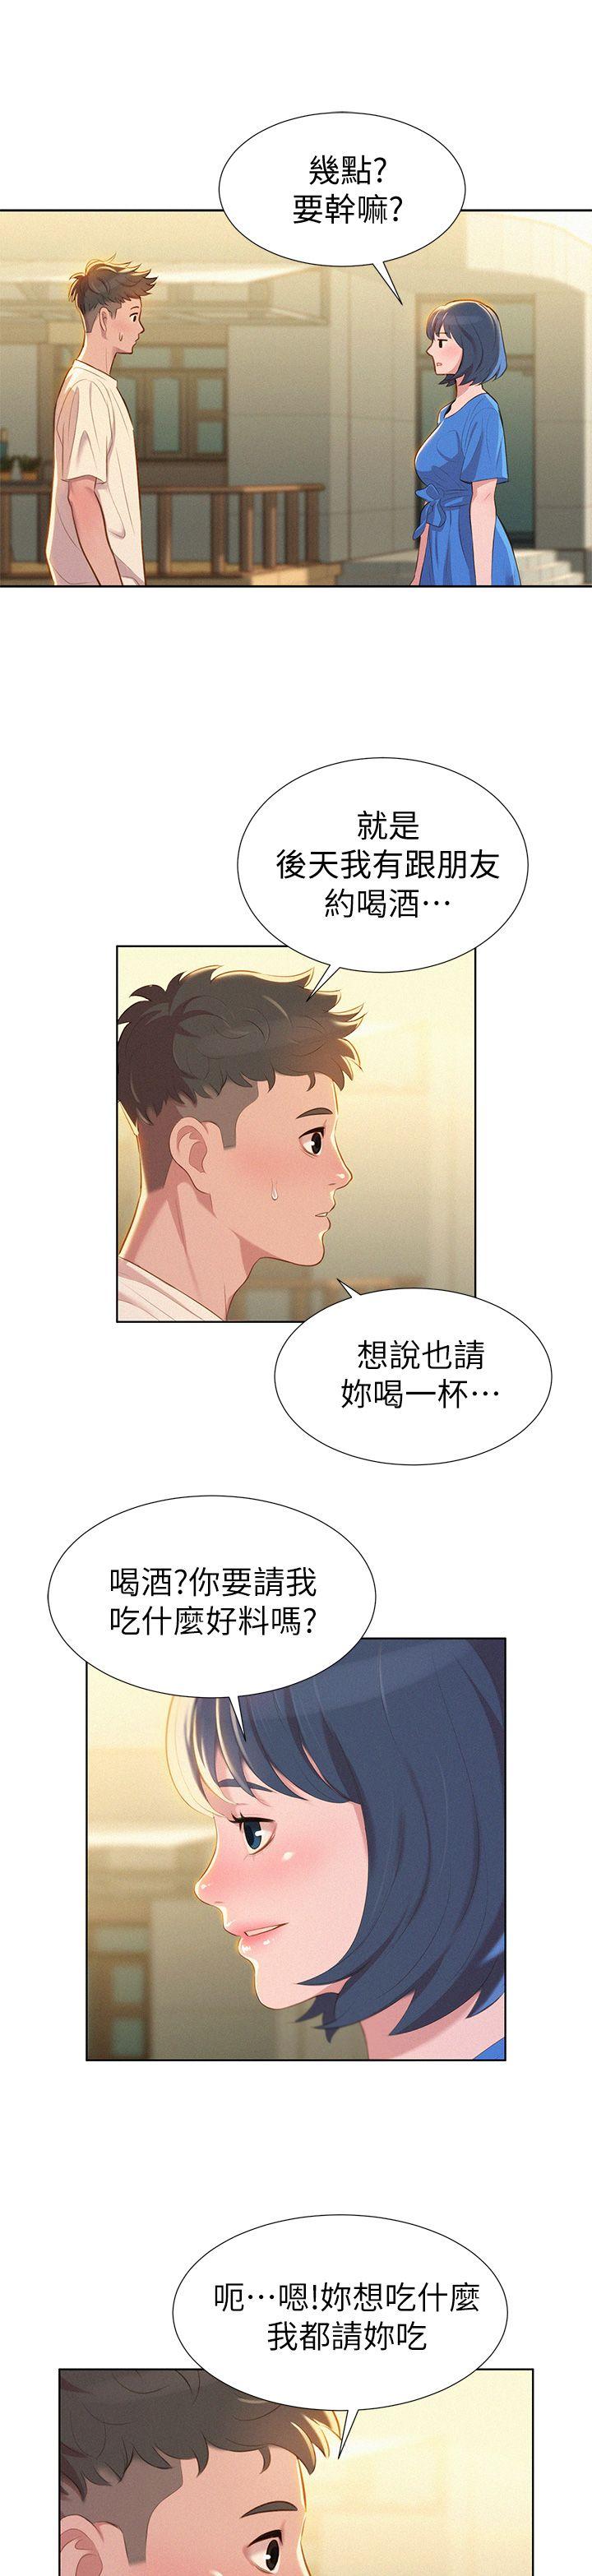 幾點?
要幹嘛?
就是
後天我有跟朋友
約喝酒⋯
想說也請
妳喝一杯⋯
喝酒?你要請我
吃什麼好料嗎?
呃⋯嗯!妳想吃什麼
我都請妳吃